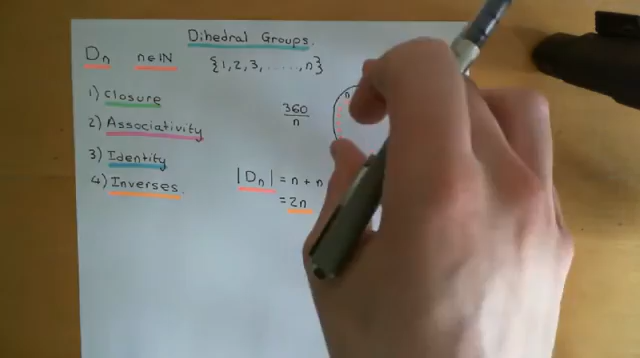 Dihedral Groups.
Dn n∈ℕ {1,2,3,......,n}
1) Closure
360/n
n
2) Associativity
3) Identity
|Dn| = n + n
4) Inverses.
= 2n